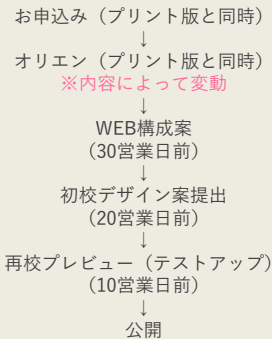 お申込み（プリント版と同時）
↓
オリエン（プリント版と同時）
※内容によって変動
↓
WEB構成案
（30営業日前）
↓
初校デザイン案提出
（20営業日前）
↓
再校プレビュー（テストアップ）
（10営業日前）
↓
公開